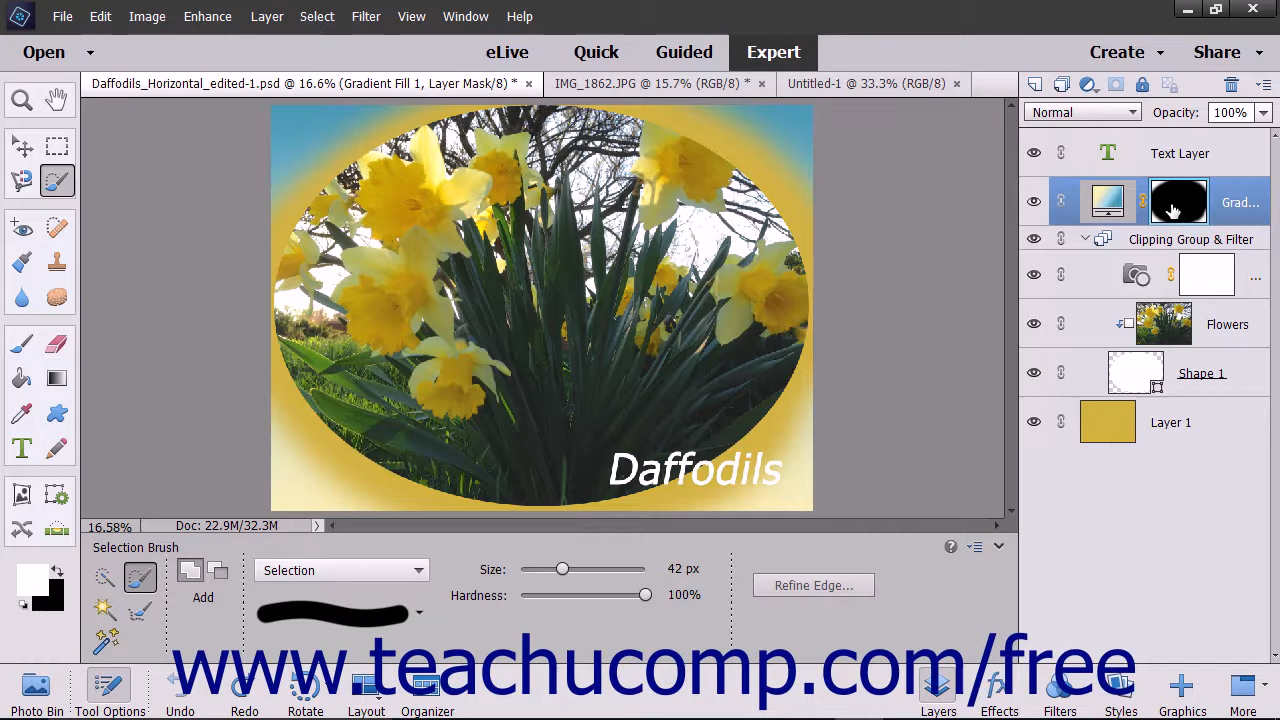 File Edit Image Enhance Layer Select Filter View Window Help
Open eLive Quick Guided Expert Create Share
Daffodils_Horizontal_edited-1.psd @ 16.6% (Gradient Fill 1, Layer Mask/8) * × IMG_1862.JPG @ 15.7% (RGB/8) * × Untitled-1 @ 33.3% (RGB/8) ×
Normal Opacity: 100%
T Text Layer
Grad...
Clipping Group & Filter
...
Flowers
Shape 1
Layer 1
Daffodils
16.58% Doc: 22.9M/32.3M
Selection Brush
Selection Size: 42 px
Add Hardness: 100%
Refine Edge...
www.teachucomp.com/free
Photo Bin Tool Options Undo Redo Rotate Layout Organizer Layers Effects Filters Styles Graphics More